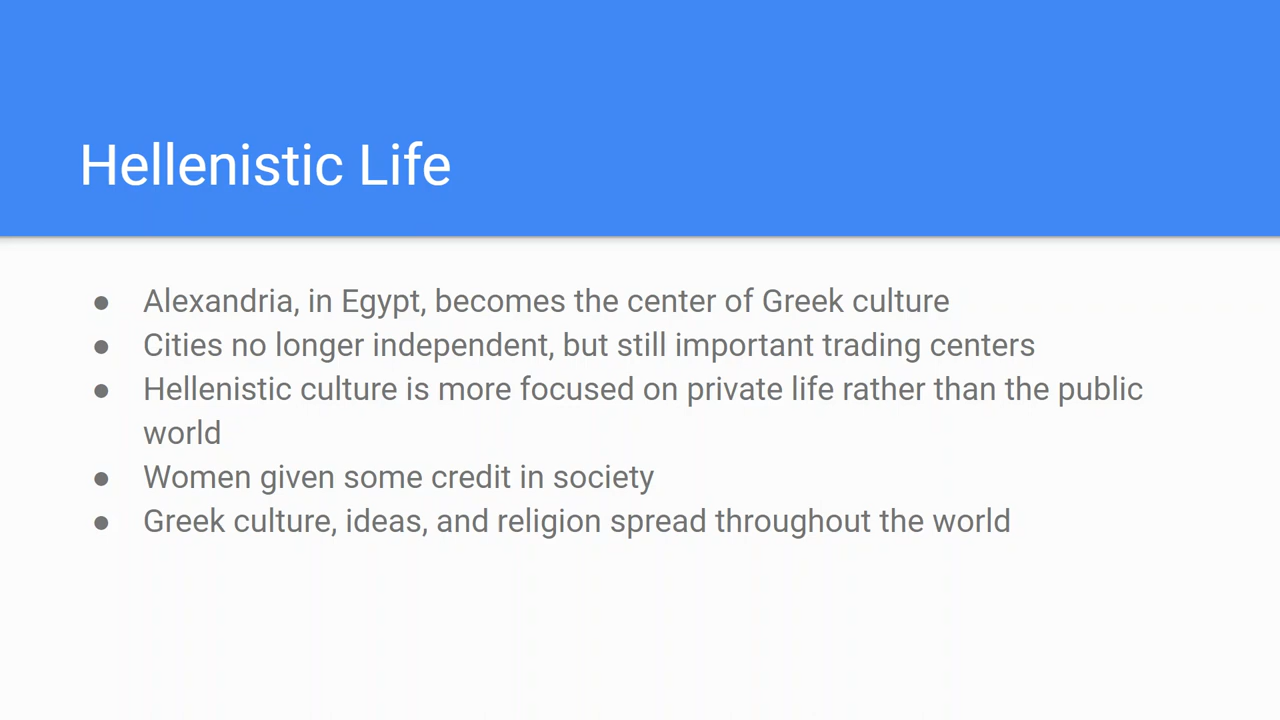 Hellenistic Life
● Alexandria, in Egypt, becomes the center of Greek culture
● Cities no longer independent, but still important trading centers
● Hellenistic culture is more focused on private life rather than the public
world
● Women given some credit in society
● Greek culture, ideas, and religion spread throughout the world